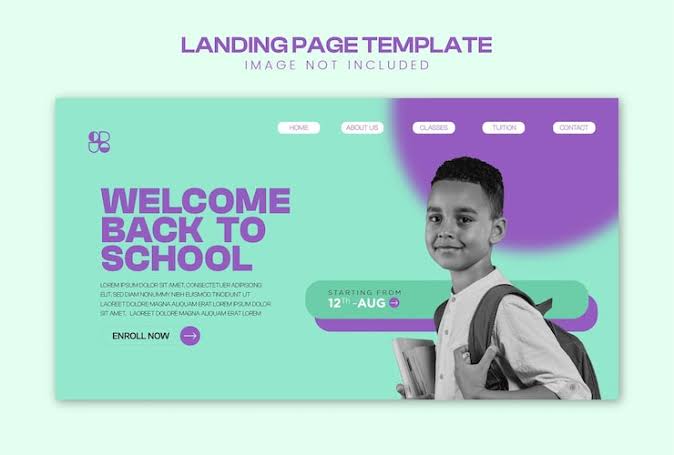 LANDING PAGE TEMPLATE
IMAGE NOT INCLUDED
HOME ABOUT US CLASSES TUITION CONTACT
WELCOME
BACK TO
SCHOOL
LOREM IPSUM DOLOR SIT AMET, CONSECTETUER ADIPISCING
ELIT, SED DIAM NONUMMY NIBH EUISMOD TINCIDUNT UT
LAOREET DOLORE MAGNA ALIQUAM ERAT LOREM IPSUM DOLOR
SIT AMET, LAOREET DOLORE MAGNA ALIQUAM ERAT LOREM
ENROLL NOW
STARTING FROM
12TH -AUG